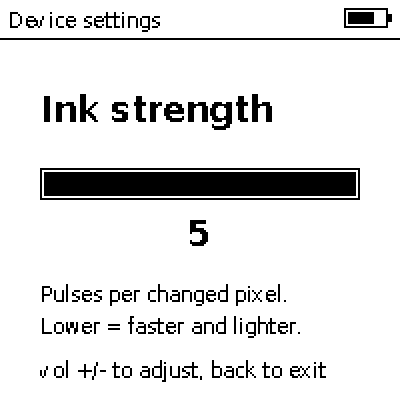 Device settings
Ink strength
5
Pulses per changed pixel.
Lower = faster and lighter.
vol +/- to adjust, back to exit